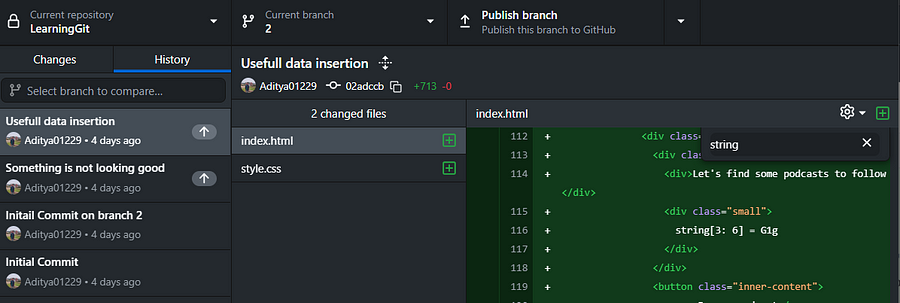 Current repository
LearningGit
Current branch
2
Publish branch
Publish this branch to GitHub
Changes
History
Select branch to compare...
Usefull data insertion
Aditya01229 • 4 days ago
Something is not looking good
Aditya01229 • 4 days ago
Initail Commit on branch 2
Aditya01229 • 4 days ago
Initial Commit
Aditya01229 • 4 days ago
Usefull data insertion
Aditya01229 02adccb +713 -0
2 changed files
index.html
style.css
index.html
string
112 + <div class=
113 + <div clas
114 + <div>Let's find some podcasts to follow
</div>
115 + <div class="small">
116 + string[3: 6] = G1g
117 + </div>
118 + </div>
119 + <button class="inner-content">